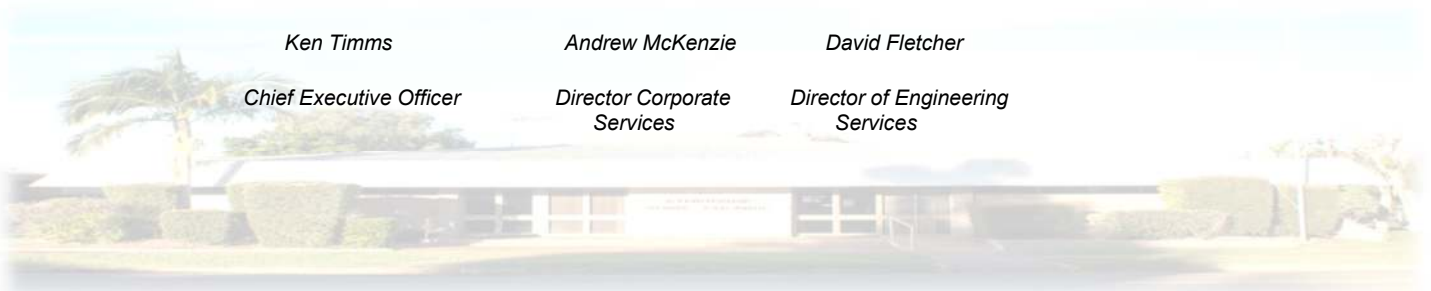 Ken Timms Andrew McKenzie David Fletcher
Chief Executive Officer Director Corporate Director of Engineering
Services Services